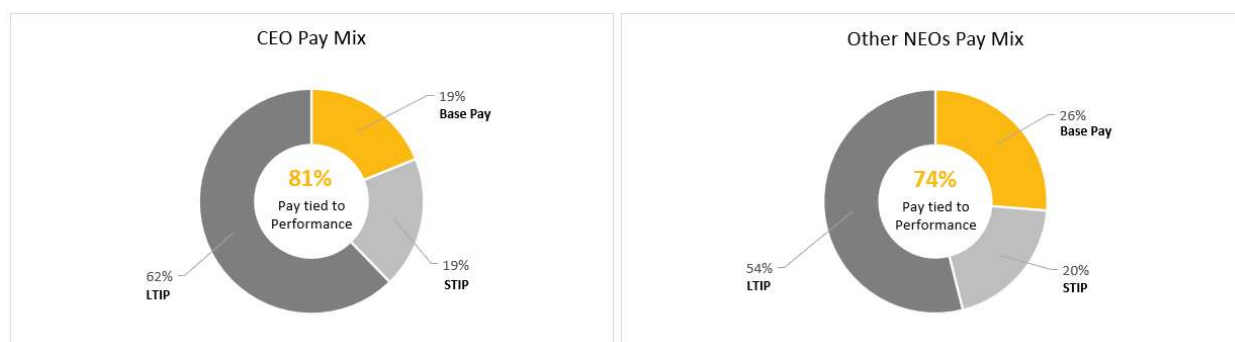 CEO Pay Mix
19%
Base Pay
81%
Pay tied to
Performance
62%
LTIP
19%
STIP
Other NEOs Pay Mix
26%
Base Pay
74%
Pay tied to
Performance
54%
LTIP
20%
STIP